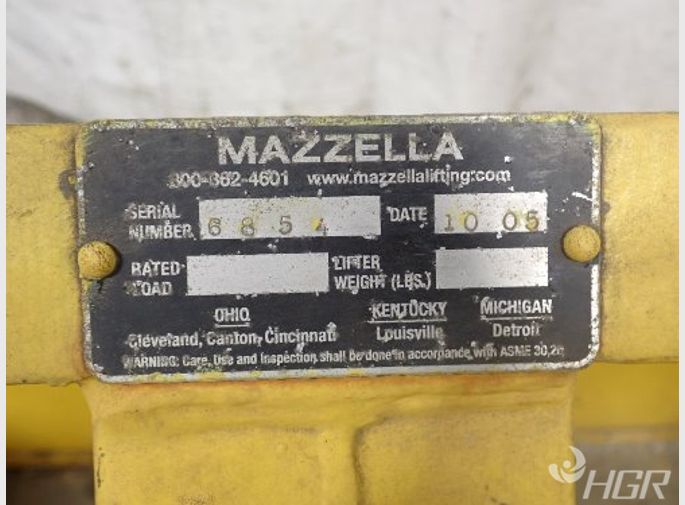 MAZZELLA
800-362-4601 www.mazzellalifting.com
SERIAL NUMBER 6854 DATE 10 05
RATED LOAD LIFTER WEIGHT (LBS.)
OHIO KENTUCKY MICHIGAN
Cleveland, Canton, Cincinnati Louisville Detroit
WARNING: Care, Use and Inspection shall be done in accordance with ASME 30.20
HGR